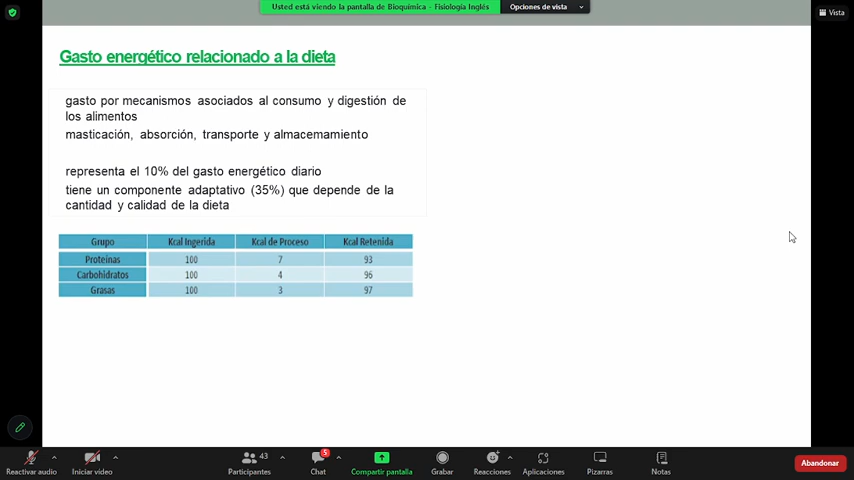 Usted está viendo la pantalla de Bioquímica - Fisiología Inglés Opciones de vista
Vista
Gasto energético relacionado a la dieta
gasto por mecanismos asociados al consumo y digestión de
los alimentos
masticación, absorción, transporte y almacemamiento
representa el 10% del gasto energético diario
tiene un componente adaptativo (35%) que depende de la
cantidad y calidad de la dieta
Grupo Kcal Ingerida Kcal de Proceso Kcal Retenida
Proteínas 100 7 93
Carbohidratos 100 4 96
Grasas 100 3 97
43 5
Reactivar audio Iniciar video Participantes Chat Compartir pantalla Grabar Reacciones Aplicaciones Pizarras Notas Abandonar